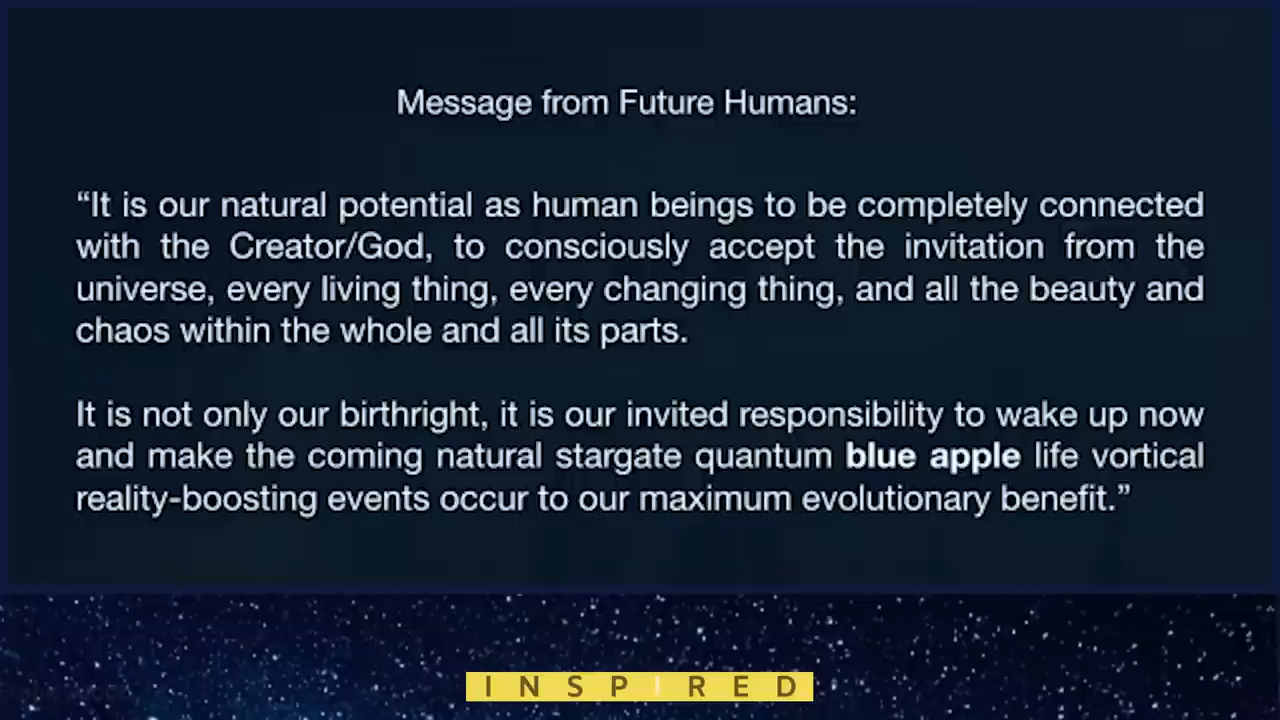 Message from Future Humans:
“It is our natural potential as human beings to be completely connected
with the Creator/God, to consciously accept the invitation from the
universe, every living thing, every changing thing, and all the beauty and
chaos within the whole and all its parts.
It is not only our birthright, it is our invited responsibility to wake up now
and make the coming natural stargate quantum blue apple life vortical
reality-boosting events occur to our maximum evolutionary benefit.”
INSPIRED